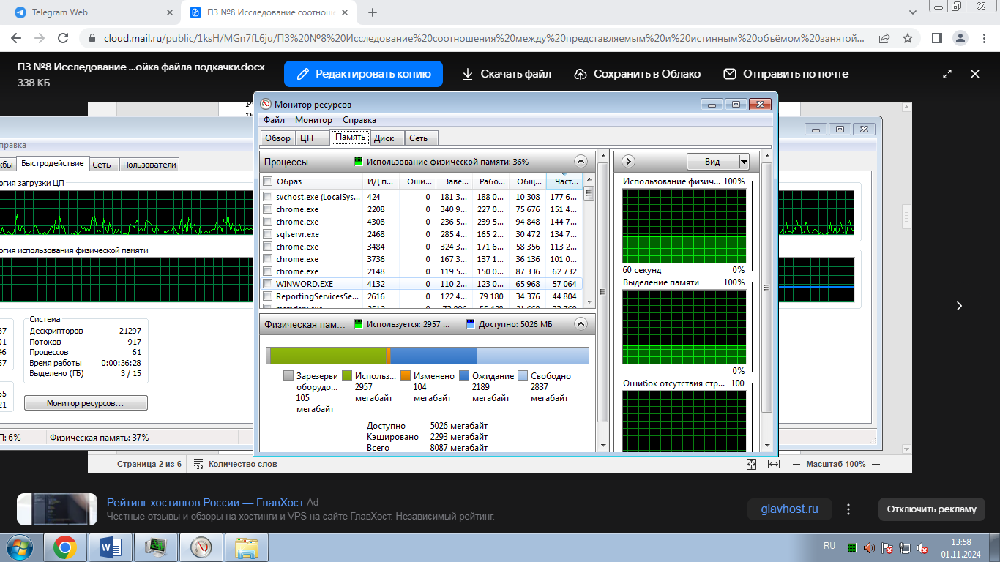 Telegram Web
ПЗ №8 Исследование соотноше
cloud.mail.ru/public/1ksH/MGn7fL6ju/ПЗ%20№8%20Исследование%20соотношения%20между%20представляемым%20и%20истинным%20объёмом%20занятой...
ПЗ №8 Исследование ...ойка файла подкачки.docx
338 КБ
Редактировать копию
Скачать файл
Сохранить в Облако
Отправить по почте
Монитор ресурсов
Файл Монитор Справка
Обзор ЦП Память Диск Сеть
Процессы Использование физической памяти: 36%
Образ ИД п... Оши... Заве... Рабо... Общ... Част...
svchost.exe (LocalSys... 424 0 181 3... 188 0... 10 308 177 6...
chrome.exe 2208 0 340 9... 227 0... 75 676 151 4...
chrome.exe 4308 0 236 5... 239 5... 94 848 144 7...
sqlservr.exe 2468 0 285 4... 165 2... 30 472 134 7...
chrome.exe 3484 0 324 3... 171 6... 58 356 113 2...
chrome.exe 3736 0 167 3... 137 1... 36 136 101 0...
chrome.exe 2148 0 119 5... 150 0... 87 336 62 732
WINWORD.EXE 4132 0 110 2... 123 0... 65 968 57 064
ReportingServicesSe... 2616 0 122 4... 79 180 34 376 44 804
Физическая пам... Используется: 2957 ... Доступно: 5026 МБ
Зарезерви
оборудо...
105
мегабайт
Использ...
2957
мегабайт
Изменено
104
мегабайт
Ожидание
2189
мегабайт
Свободно
2837
мегабайт
Доступно 5026 мегабайт
Кэшировано 2293 мегабайт
Всего 8087 мегабайт
Вид
Использование физич... 100%
60 секунд 0%
Выделение памяти 100%
0%
Ошибок отсутствия стр... 100
правка
кбы Быстродействие Сеть Пользователи
огия загрузки ЦП
огия использования физической памяти
37
01
46
57
Система
Дескрипторов 21297
Потоков 917
Процессов 61
Время работы 0:00:36:28
Выделено (ГБ) 3 / 15
55
21
Монитор ресурсов...
П: 6% Физическая память: 37%
Страница 2 из 6
123 Количество слов
Масштаб 100%
Рейтинг хостингов России — ГлавХост Ad
Честные отзывы и обзоры на хостинги и VPS на сайте ГлавХост. Независимый рейтинг.
glavhost.ru
Отключить рекламу
RU
13:58
01.11.2024